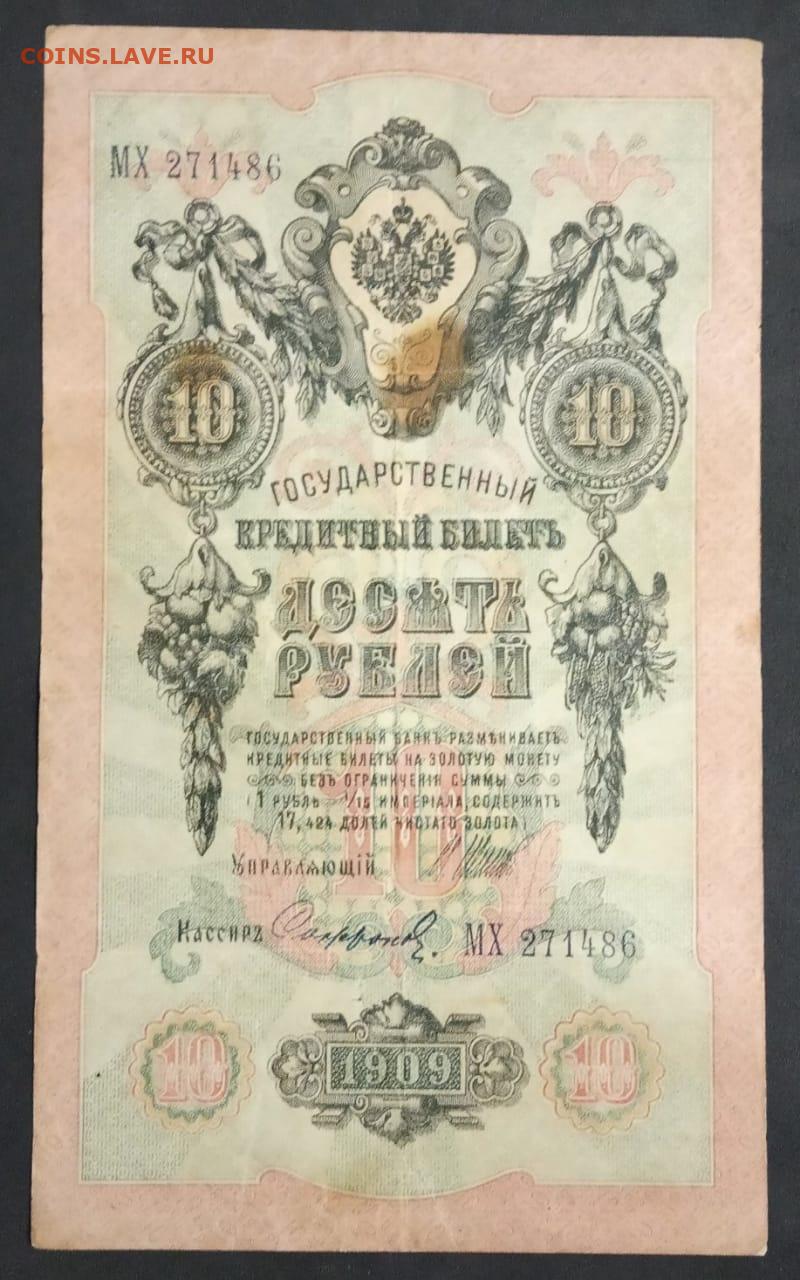 COINS.LAVE.RU
МХ 271486
10 10
ГОСУДАРСТВЕННЫЙ
КРЕДИТНЫЙ БИЛЕТЪ
ДЕСЯТЬ
РУБЛЕЙ
ГОСУДАРСТВЕННЫЙ БАНКЪ РАЗМѢНИВАЕТЪ
КРЕДИТНЫЕ БИЛЕТЫ НА ЗОЛОТУЮ МОНЕТУ
БЕЗЪ ОГРАНИЧЕНІЯ СУММЫ
(1 РУБЛЬ = 1/15 ИМПЕРІАЛА, СОДЕРЖИТЪ
17,424 ДОЛЕЙ ЧИСТАГО ЗОЛОТА)
10
Управляющій
Кассиръ Софронов. МХ 271486
10 1909 10